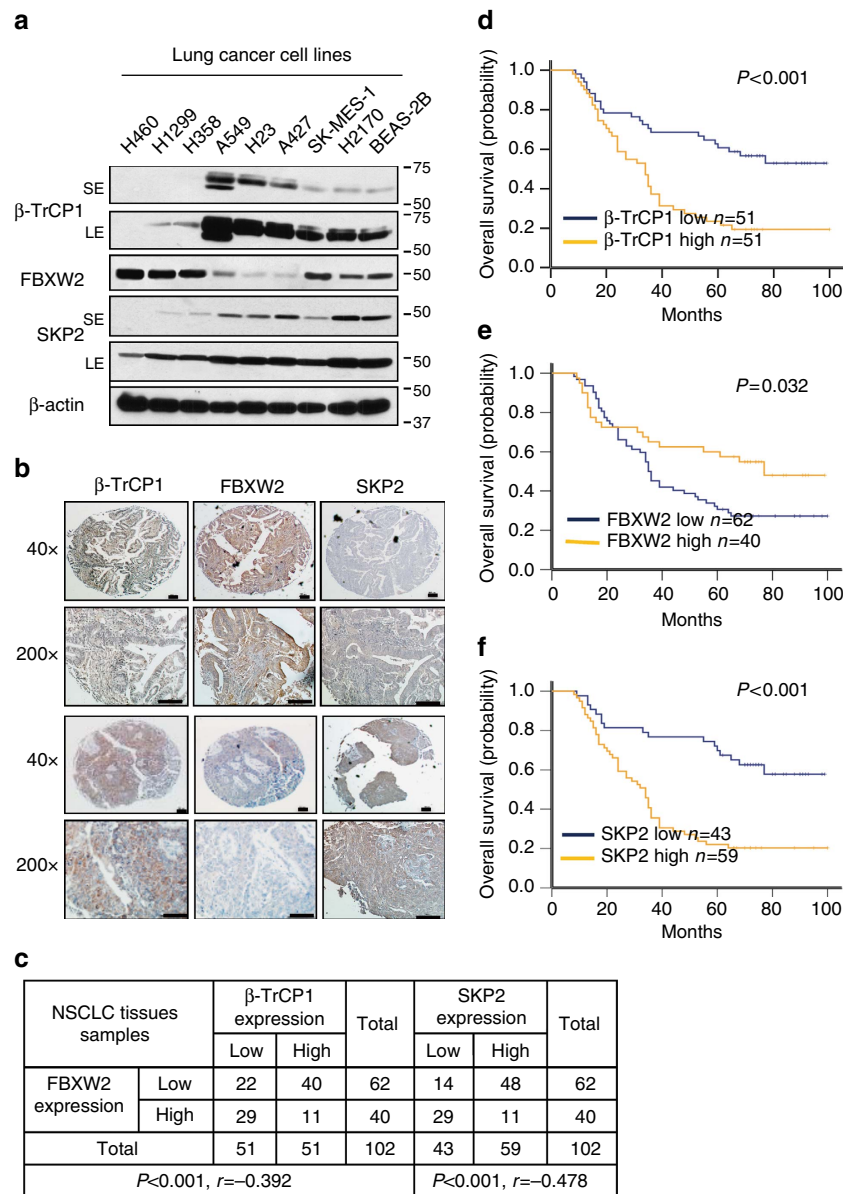 a
Lung cancer cell lines
H460 H1299 H358 A549 H23 A427 SK-MES-1 H2170 BEAS-2B
β-TrCP1
SE
75
50
LE
75
50
FBXW2
50
SKP2
SE
50
LE
50
β-actin
50
37
b
β-TrCP1 FBXW2 SKP2
40×
200×
40×
200×
c
NSCLC tissues samples
β-TrCP1 expression
Total
SKP2 expression
Total
Low High Low High
FBXW2 expression
Low 22 40 62 14 48 62
High 29 11 40 29 11 40
Total 51 51 102 43 59 102
P<0.001, r=–0.392 P<0.001, r=–0.478
d
Overall survival (probability)
1.0
0.8
0.6
0.4
0.2
0.0
P<0.001
β-TrCP1 low n=51
β-TrCP1 high n=51
0 20 40 60 80 100
Months
e
Overall survival (probability)
1.0
0.8
0.6
0.4
0.2
0.0
P=0.032
FBXW2 low n=62
FBXW2 high n=40
0 20 40 60 80 100
Months
f
Overall survival (probability)
1.0
0.8
0.6
0.4
0.2
0.0
P<0.001
SKP2 low n=43
SKP2 high n=59
0 20 40 60 80 100
Months